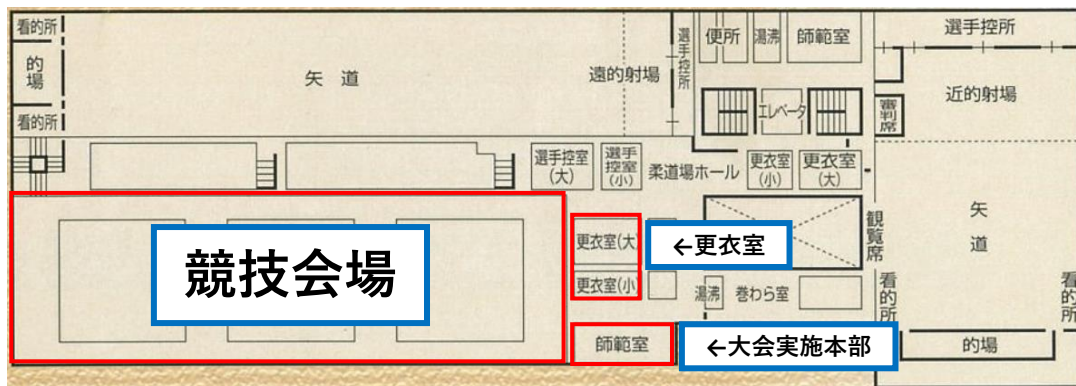 看的所
的場
看的所
矢道
遠的射場
選手控所
便所
湯沸
師範室
エレベータ
選手控所
近的射場
審判席
選手控室
(大)
選手
控室
(小)
柔道場ホール
更衣室
(小)
更衣室
(大)
競技会場
更衣室(大)
更衣室(小)
←更衣室
観覧席
矢道
湯沸
巻わら室
看的所
看的所
師範室
←大会実施本部
的場